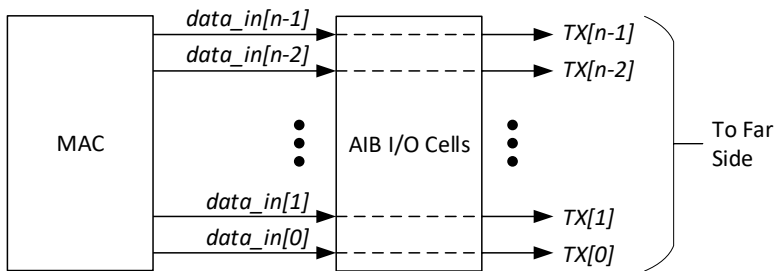 data_in[n-1]
TX[n-1]
data_in[n-2]
TX[n-2]
MAC
AIB I/O Cells
To Far
Side
data_in[1]
TX[1]
data_in[0]
TX[0]